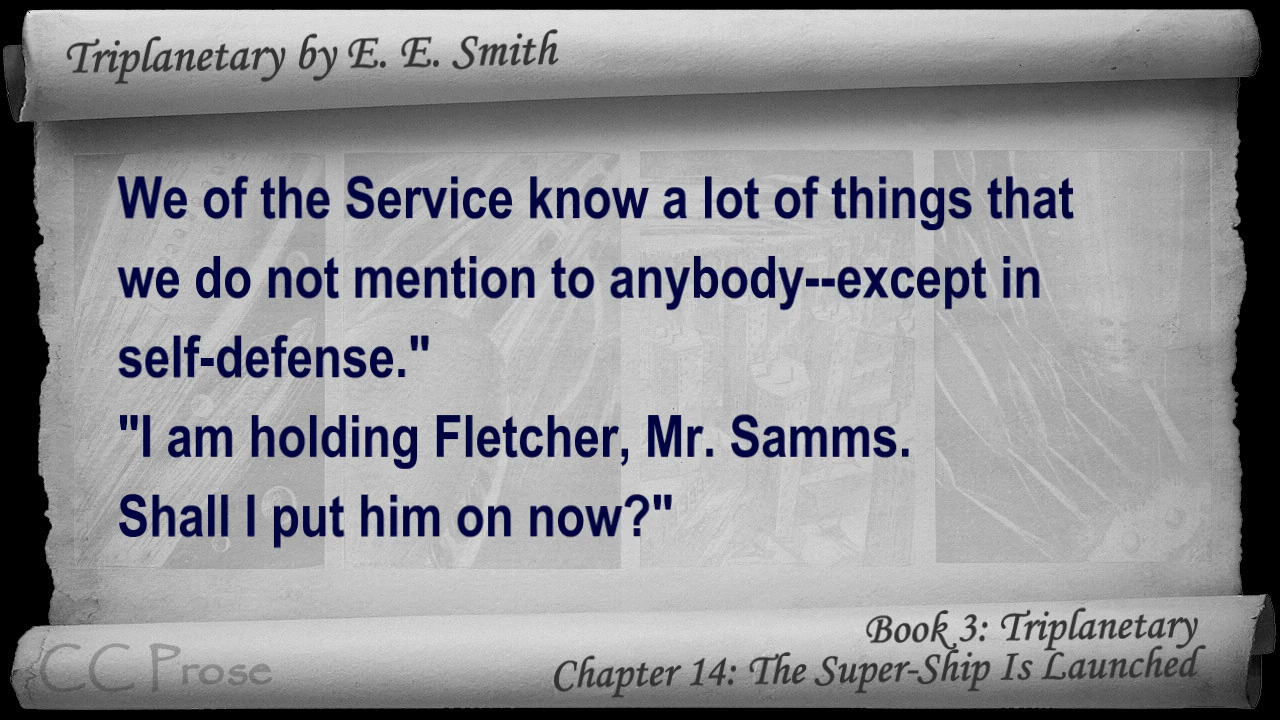 Triplanetary by E. E. Smith
We of the Service know a lot of things that
we do not mention to anybody--except in
self-defense."
"I am holding Fletcher, Mr. Samms.
Shall I put him on now?"
Book 3: Triplanetary
Chapter 14: The Super-Ship Is Launched
CC Prose